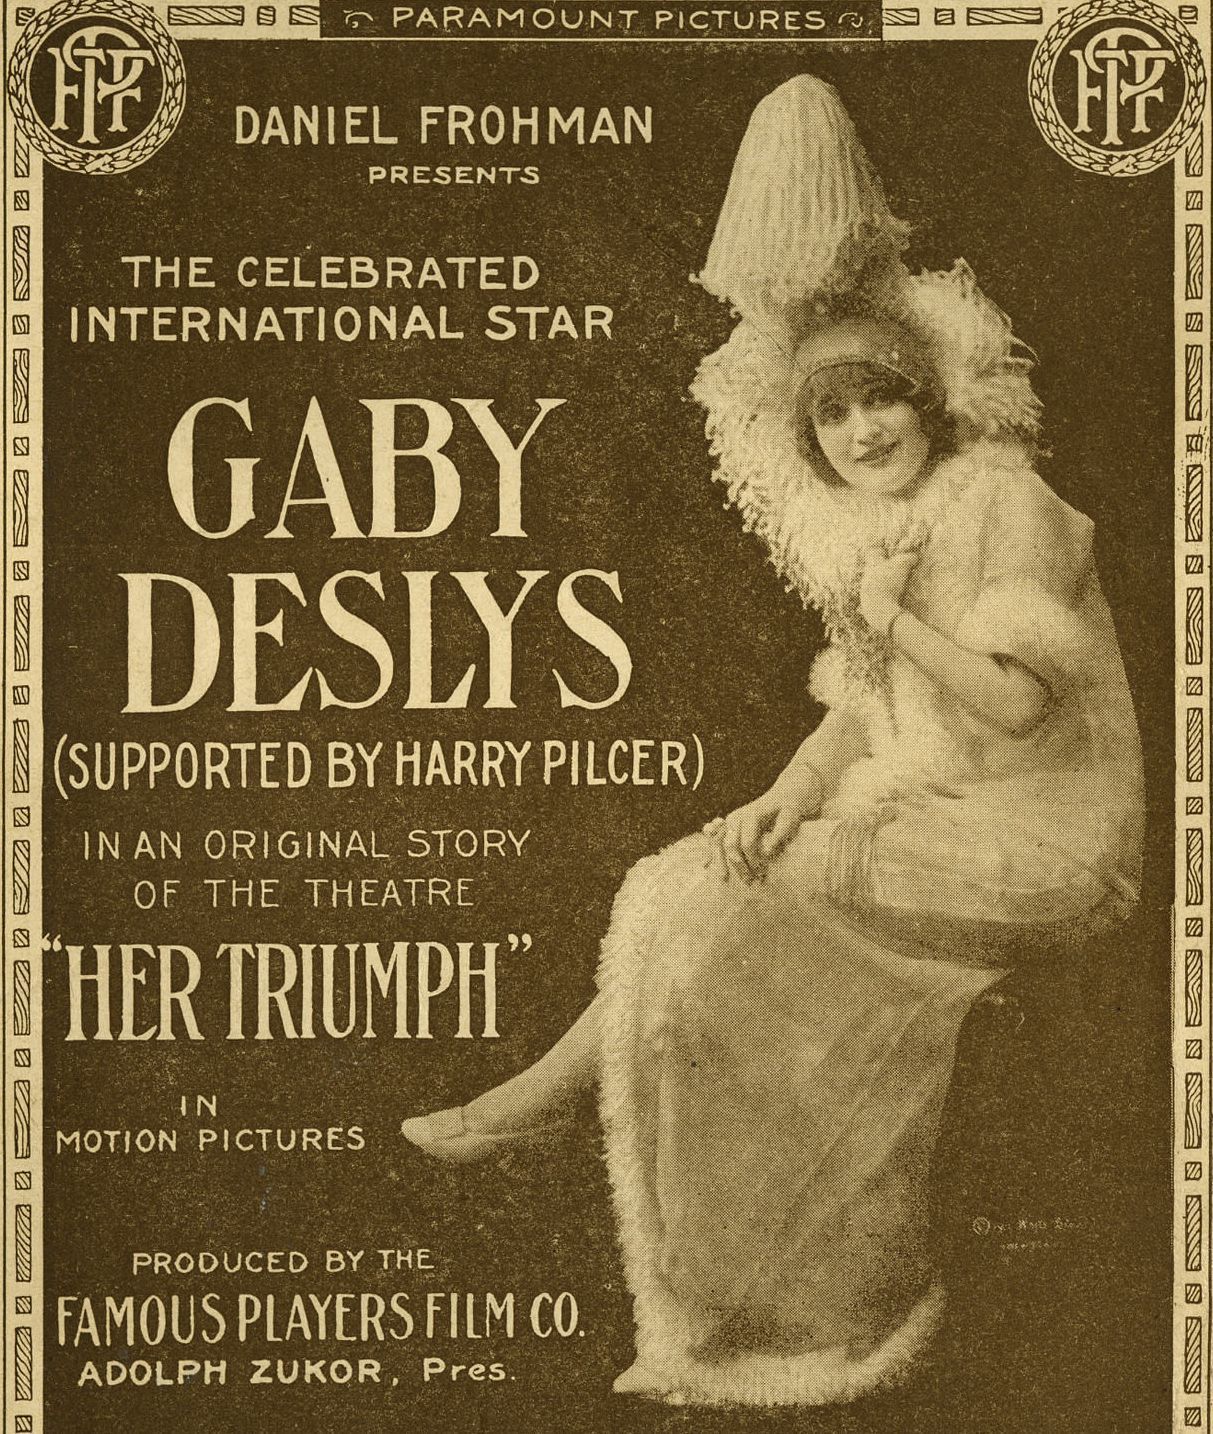 PARAMOUNT PICTURES
DANIEL FROHMAN
PRESENTS
THE CELEBRATED
INTERNATIONAL STAR
GABY
DESLYS
(SUPPORTED BY HARRY PILCER)
IN AN ORIGINAL STORY
OF THE THEATRE
"HER TRIUMPH"
IN
MOTION PICTURES
PRODUCED BY THE
FAMOUS PLAYERS FILM CO.
ADOLPH ZUKOR, Pres.